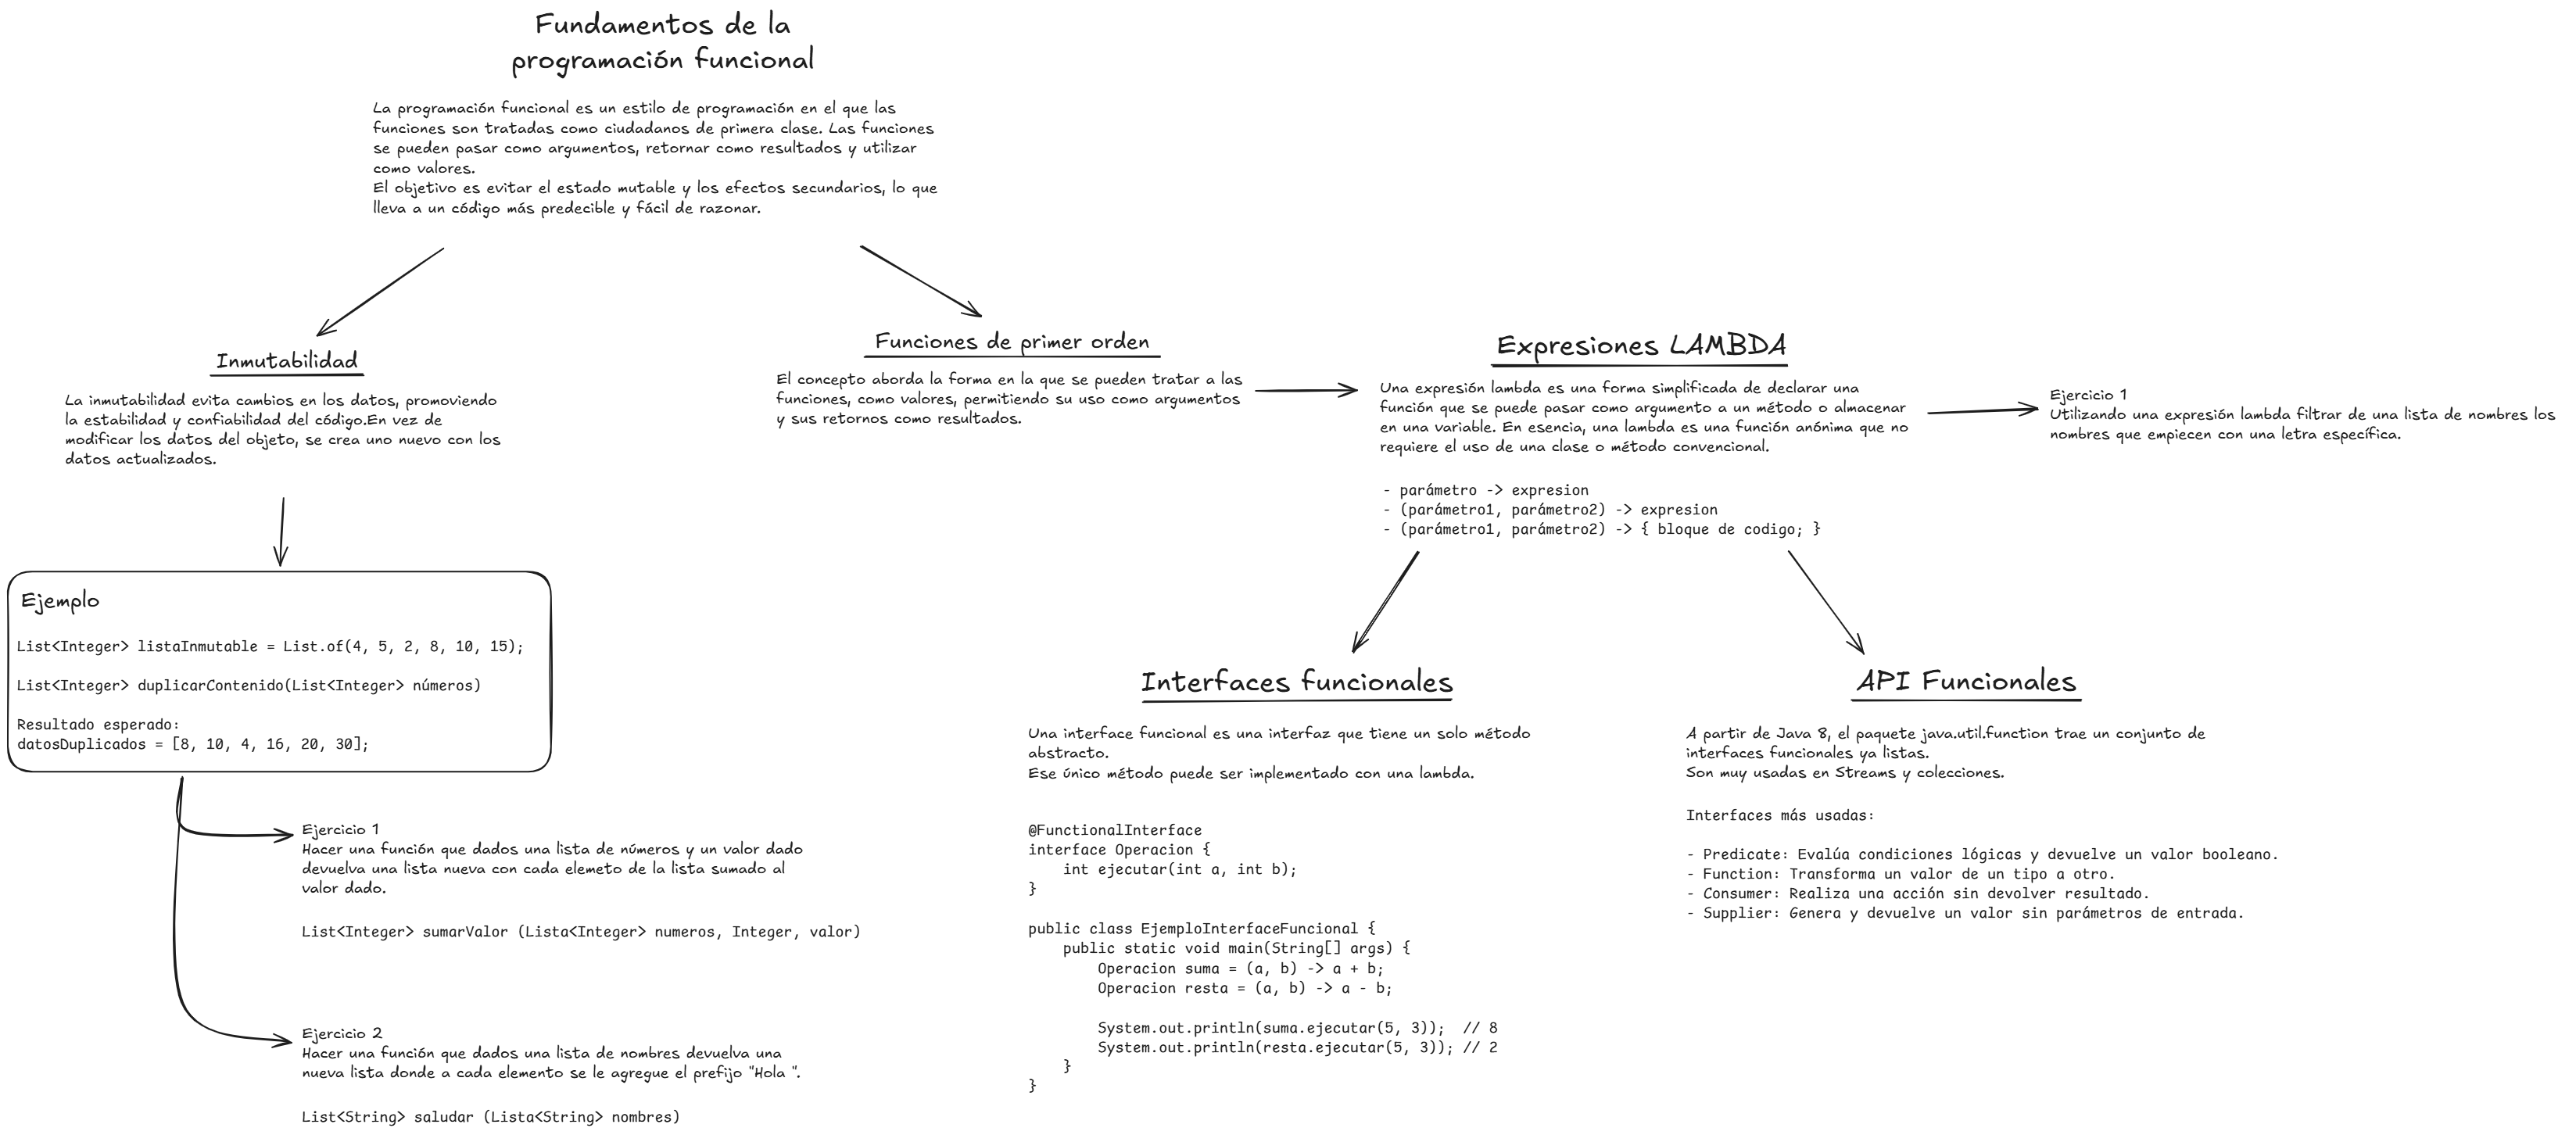 Fundamentos de la
programación funcional
La programación funcional es un estilo de programación en el que las
funciones son tratadas como ciudadanos de primera clase. Las funciones
se pueden pasar como argumentos, retornar como resultados y utilizar
como valores.
El objetivo es evitar el estado mutable y los efectos secundarios, lo que
lleva a un código más predecible y fácil de razonar.
Inmutabilidad
La inmutabilidad evita cambios en los datos, promoviendo
la estabilidad y confiabilidad del código.En vez de
modificar los datos del objeto, se crea uno nuevo con los
datos actualizados.
Ejemplo
List<Integer> listaInmutable = List.of(4, 5, 2, 8, 10, 15);
List<Integer> duplicarContenido(List<Integer> números)
Resultado esperado:
datosDuplicados = [8, 10, 4, 16, 20, 30];
Ejercicio 1
Hacer una función que dados una lista de números y un valor dado
devuelva una lista nueva con cada elemeto de la lista sumado al
valor dado.
List<Integer> sumarValor (Lista<Integer> numeros, Integer, valor)
Ejercicio 2
Hacer una función que dados una lista de nombres devuelva una
nueva lista donde a cada elemento se le agregue el prefijo "Hola ".
List<String> saludar (Lista<String> nombres)
Funciones de primer orden
El concepto aborda la forma en la que se pueden tratar a las
funciones, como valores, permitiendo su uso como argumentos
y sus retornos como resultados.
Expresiones LAMBDA
Una expresión lambda es una forma simplificada de declarar una
función que se puede pasar como argumento a un método o almacenar
en una variable. En esencia, una lambda es una función anónima que no
requiere el uso de una clase o método convencional.
- parámetro -> expresion
- (parámetro1, parámetro2) -> expresion
- (parámetro1, parámetro2) -> { bloque de codigo; }
Ejercicio 1
Utilizando una expresión lambda filtrar de una lista de nombres los
nombres que empiecen con una letra específica.
Interfaces funcionales
Una interface funcional es una interfaz que tiene un solo método
abstracto.
Ese único método puede ser implementado con una lambda.
@FunctionalInterface
interface Operacion {
    int ejecutar(int a, int b);
}
public class EjemploInterfaceFuncional {
    public static void main(String[] args) {
        Operacion suma = (a, b) -> a + b;
        Operacion resta = (a, b) -> a - b;
        System.out.println(suma.ejecutar(5, 3));  // 8
        System.out.println(resta.ejecutar(5, 3)); // 2
    }
}
API Funcionales
A partir de Java 8, el paquete java.util.function trae un conjunto de
interfaces funcionales ya listas.
Son muy usadas en Streams y colecciones.
Interfaces más usadas:
- Predicate: Evalúa condiciones lógicas y devuelve un valor booleano.
- Function: Transforma un valor de un tipo a otro.
- Consumer: Realiza una acción sin devolver resultado.
- Supplier: Genera y devuelve un valor sin parámetros de entrada.